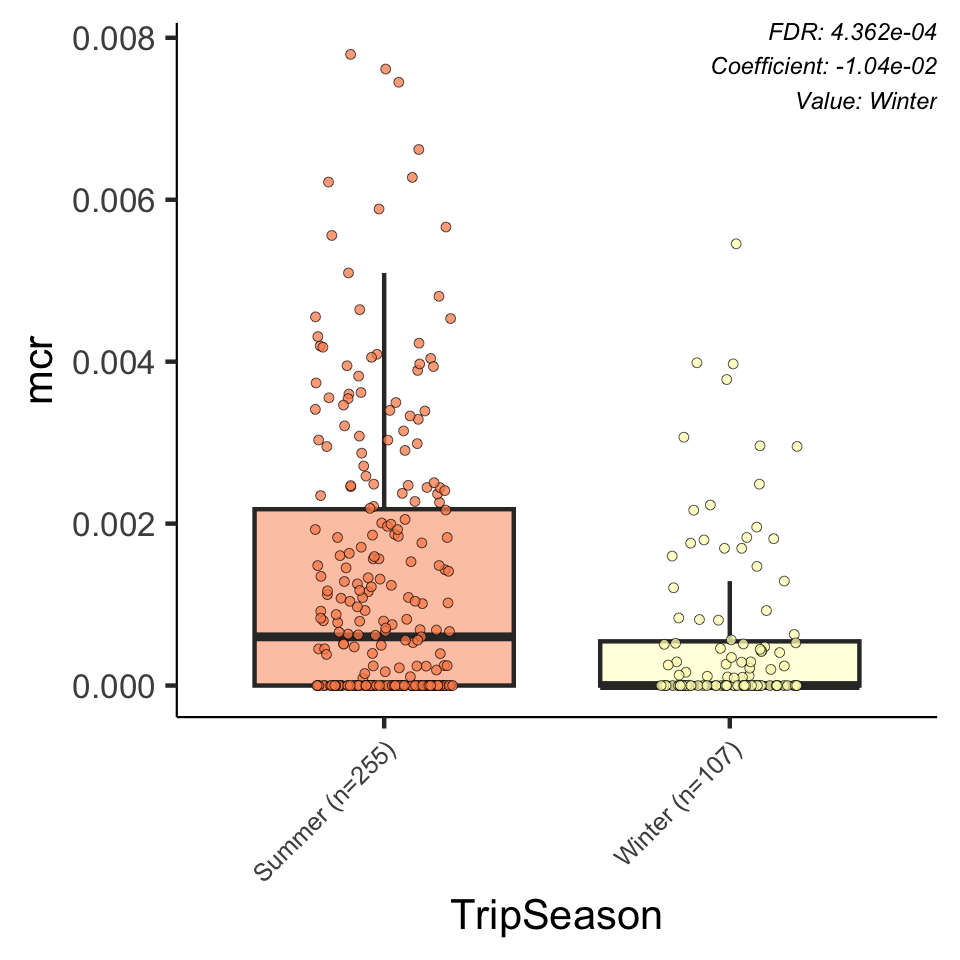 FDR: 4.362e-04
Coefficient: -1.04e-02
Value: Winter
0.008
0.006
0.004
0.002
0.000
mcr
Summer (n=255)
Winter (n=107)
TripSeason